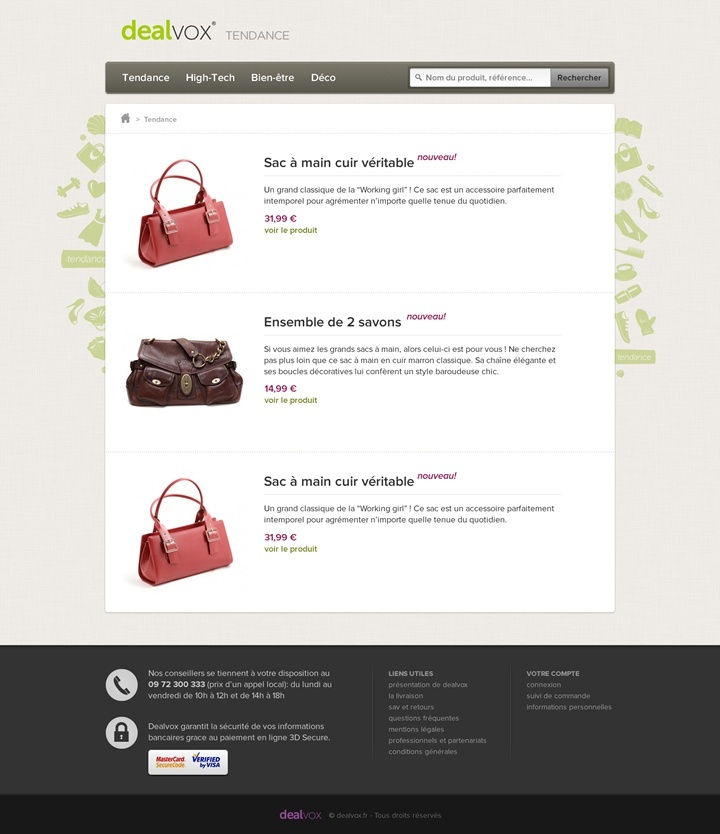 dealvox® TENDANCE
Tendance High-Tech Bien-être Déco
Nom du produit, référence... Rechercher
> Tendance
Sac à main cuir véritable nouveau!
Un grand classique de la “Working girl” ! Ce sac est un accessoire parfaitement
intemporel pour agrémenter n'importe quelle tenue du quotidien.
31,99 €
voir le produit
tendance
Ensemble de 2 savons nouveau!
Si vous aimez les grands sacs à main, alors celui-ci est pour vous ! Ne cherchez
pas plus loin que ce sac à main en cuir marron classique. Sa chaîne élégante et
ses boucles décoratives lui confèrent un style baroudeuse chic.
14,99 €
voir le produit
tendance
Sac à main cuir véritable nouveau!
Un grand classique de la “Working girl” ! Ce sac est un accessoire parfaitement
intemporel pour agrémenter n'importe quelle tenue du quotidien.
31,99 €
voir le produit
Nos conseillers se tiennent à votre disposition au
09 72 300 333 (prix d'un appel local): du lundi au
vendredi de 10h à 12h et de 14h à 18h
Dealvox garantit la sécurité de vos informations
bancaires grace au paiement en ligne 3D Secure.
MasterCard. VERIFIED
SecureCode. by VISA
LIENS UTILES
présentation de dealvox
la livraison
sav et retours
questions fréquentes
mentions légales
professionnels et partenariats
conditions générales
VOTRE COMPTE
connexion
suivi de commande
informations personnelles
dealvox © dealvox.fr - Tous droits réservés